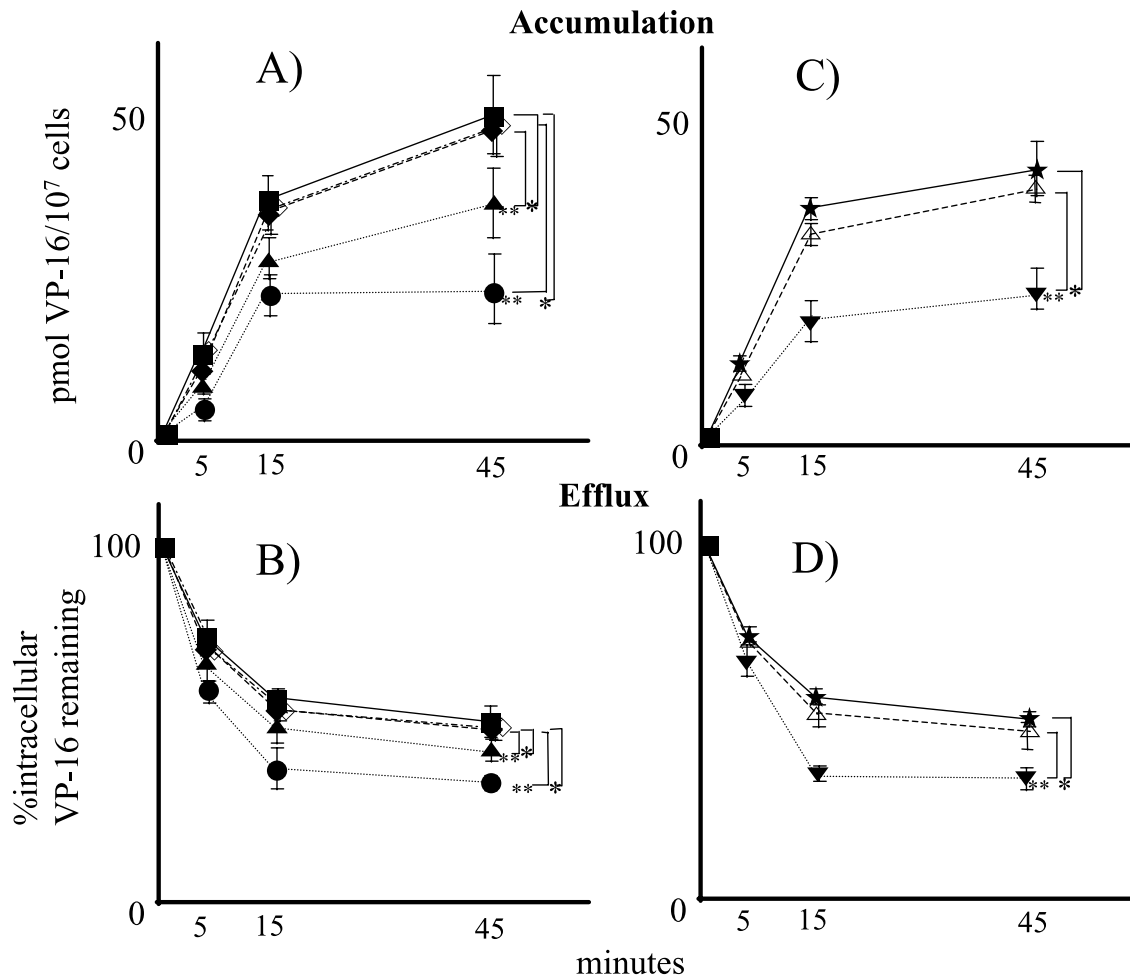 Accumulation
A)
C)
50
50
pmol VP-16/10⁷ cells
** *
** *
** *
0
0
5 15 45
5 15 45
Efflux
100
100
B)
D)
%intracellular
VP-16 remaining
** *
** *
** *
0
0
5 15 45
5 15 45
minutes